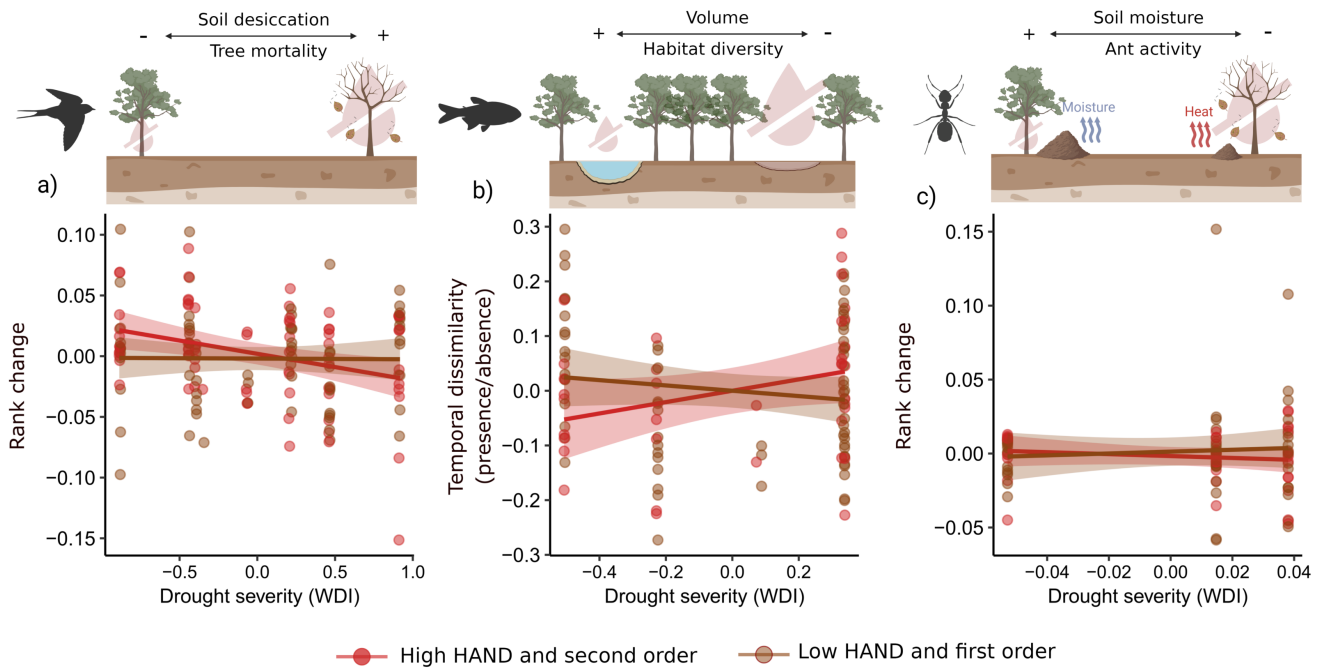 Soil desiccation
- +
Tree mortality
Volume
+ -
Habitat diversity
Soil moisture
+ -
Ant activity
Moisture
Heat
a)
b)
c)
Rank change
0.10
0.05
0.00
−0.05
−0.10
−0.15
−0.5 0.0 0.5 1.0
Drought severity (WDI)
Temporal dissimilarity
(presence/absence)
0.3
0.2
0.1
0.0
−0.1
−0.2
−0.3
−0.4 −0.2 0.0 0.2
Drought severity (WDI)
Rank change
0.15
0.10
0.05
0.00
−0.05
−0.04 −0.02 0.00 0.02 0.04
Drought severity (WDI)
High HAND and second order
Low HAND and first order